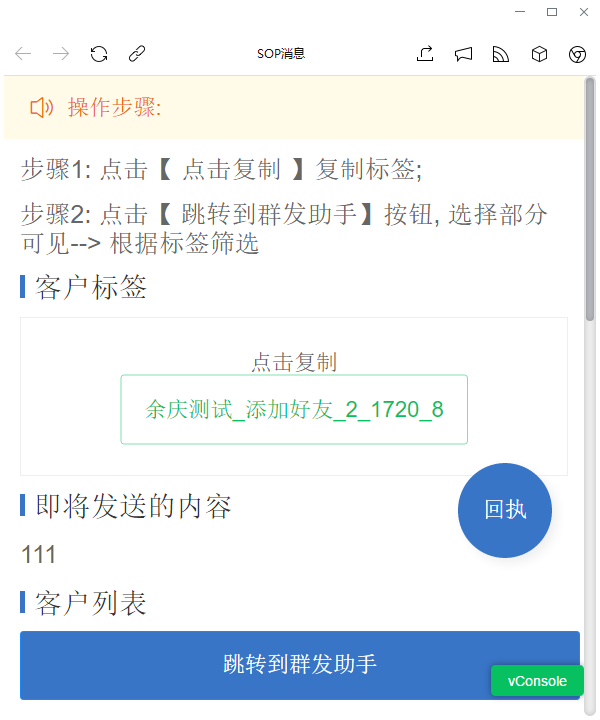 SOP消息
操作步骤:
步骤1: 点击【 点击复制 】复制标签;
步骤2: 点击【 跳转到群发助手】按钮, 选择部分
可见--> 根据标签筛选
客户标签
点击复制
余庆测试_添加好友_2_1720_8
即将发送的内容
回执
111
客户列表
跳转到群发助手
vConsole